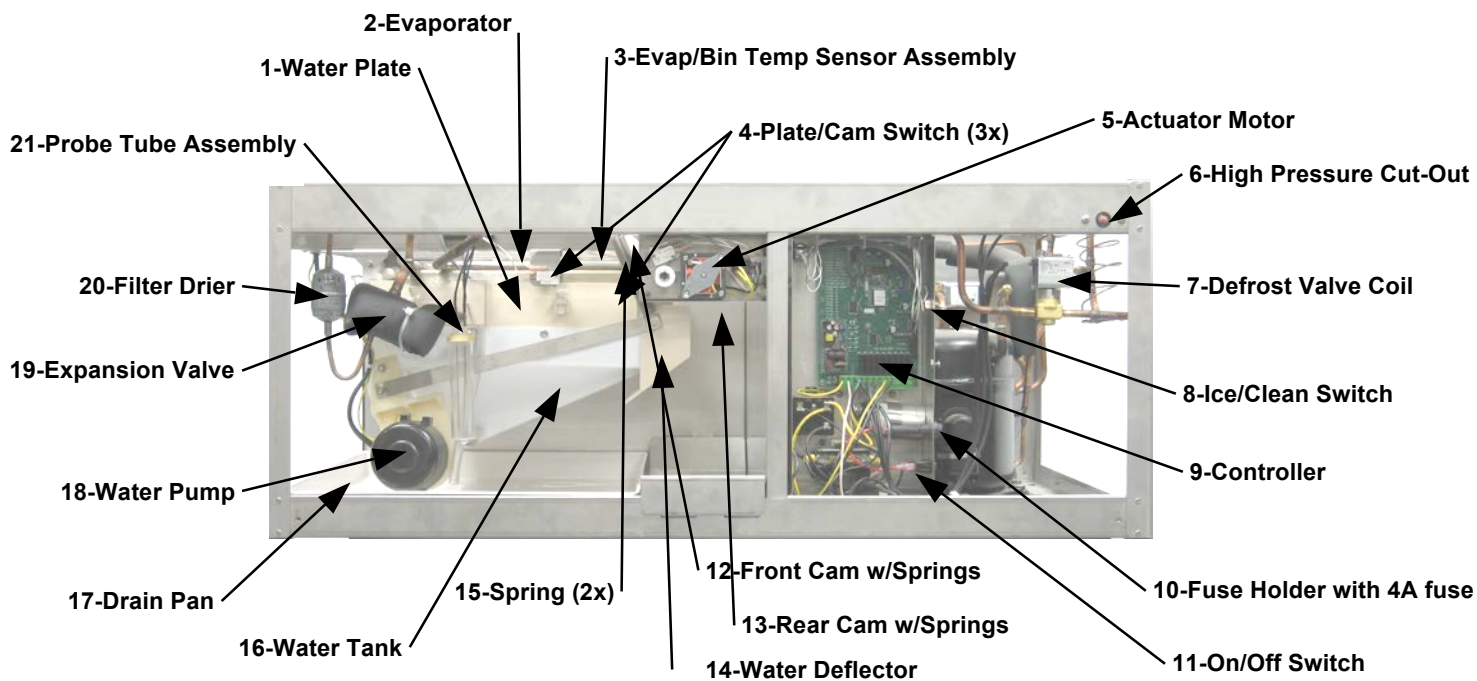 2-Evaporator
3-Evap/Bin Temp Sensor Assembly
1-Water Plate
5-Actuator Motor
4-Plate/Cam Switch (3x)
21-Probe Tube Assembly
6-High Pressure Cut-Out
20-Filter Drier
7-Defrost Valve Coil
19-Expansion Valve
8-Ice/Clean Switch
9-Controller
18-Water Pump
12-Front Cam w/Springs
15-Spring (2x)
10-Fuse Holder with 4A fuse
17-Drain Pan
13-Rear Cam w/Springs
16-Water Tank
11-On/Off Switch
14-Water Deflector